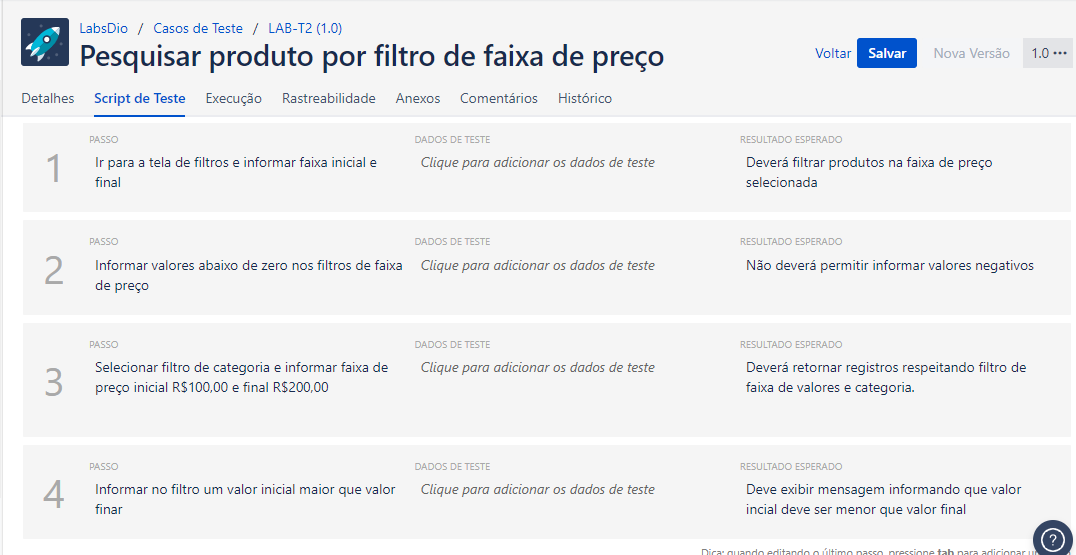 LabsDio / Casos de Teste / LAB-T2 (1.0)
Pesquisar produto por filtro de faixa de preço
Voltar Salvar Nova Versão 1.0
Detalhes Script de Teste Execução Rastreabilidade Anexos Comentários Histórico
1
PASSO
Ir para a tela de filtros e informar faixa inicial e
final
DADOS DE TESTE
Clique para adicionar os dados de teste
RESULTADO ESPERADO
Deverá filtrar produtos na faixa de preço
selecionada
2
PASSO
Informar valores abaixo de zero nos filtros de faixa
de preço
DADOS DE TESTE
Clique para adicionar os dados de teste
RESULTADO ESPERADO
Não deverá permitir informar valores negativos
3
PASSO
Selecionar filtro de categoria e informar faixa de
preço inicial R$100,00 e final R$200,00
DADOS DE TESTE
Clique para adicionar os dados de teste
RESULTADO ESPERADO
Deverá retornar registros respeitando filtro de
faixa de valores e categoria.
4
PASSO
Informar no filtro um valor inicial maior que valor
finar
DADOS DE TESTE
Clique para adicionar os dados de teste
RESULTADO ESPERADO
Deve exibir mensagem informando que valor
incial deve ser menor que valor final
Dica: quando editando o último passo, pressione tab para adicionar
?